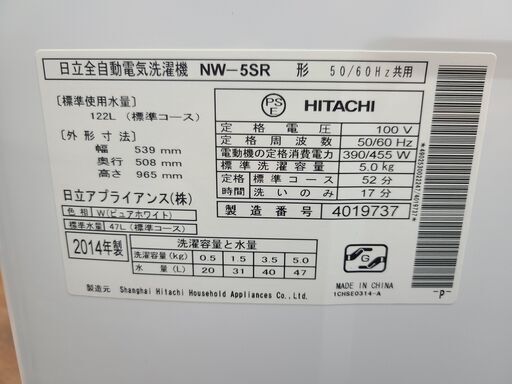 日立全自動電気洗濯機 NW-5SR 形 50/60Hz共用
[標準使用水量]
122L (標準コース)
[外形寸法]
幅 539 mm
奥行 508 mm
高さ 965 mm
日立アプライアンス(株)
色相 W(ピュアホワイト)
標準水量 47L(標準コース)
PS
E
HITACHI
定格電圧 100 V
定格周波数 50/60 Hz
電動機の定格消費電力 390/455 W
標準洗濯容量 5.0kg
定格時間 標準コース 52分
洗いのみ 17分
製造番号 4019737
2014年製
洗濯容量と水量
洗濯容量(kg) 0.5 1.5 3.5 5.0
水量(L) 20 31 40 47
製造元 Shanghai Hitachi Household Appliances Co.,Ltd.
G
MADE IN CHINA
1CHSE0314-A
-P-